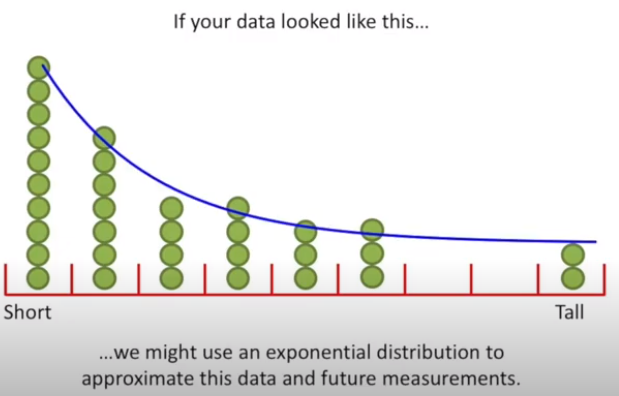 If your data looked like this...
Short
Tall
...we might use an exponential distribution to
approximate this data and future measurements.